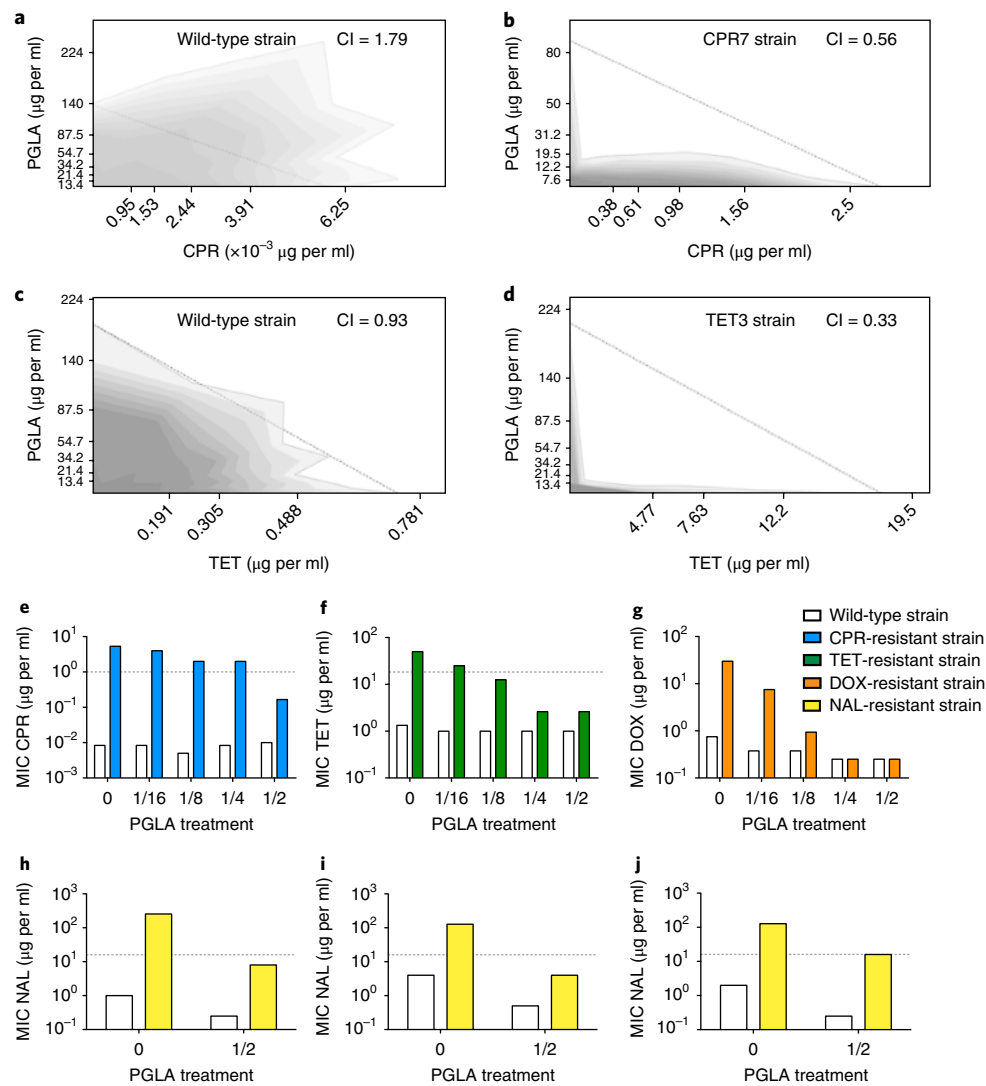 a
Wild-type strain CI = 1.79
PGLA (µg per ml)
224
140
87.5
54.7
34.2
21.4
13.4
0.95 1.53 2.44 3.91 6.25
CPR (×10⁻³ µg per ml)
b
CPR7 strain CI = 0.56
PGLA (µg per ml)
80
50
31.2
19.5
12.2
7.6
0.38 0.61 0.98 1.56 2.5
CPR (µg per ml)
c
Wild-type strain CI = 0.93
PGLA (µg per ml)
224
140
87.5
54.7
34.2
21.4
13.4
0.191 0.305 0.488 0.781
TET (µg per ml)
d
TET3 strain CI = 0.33
PGLA (µg per ml)
224
140
87.5
54.7
34.2
21.4
13.4
4.77 7.63 12.2 19.5
TET (µg per ml)
e
MIC CPR (µg per ml)
10¹
10⁰
10⁻¹
10⁻²
10⁻³
0 1/16 1/8 1/4 1/2
PGLA treatment
f
MIC TET (µg per ml)
10²
10¹
10⁰
10⁻¹
0 1/16 1/8 1/4 1/2
PGLA treatment
g
MIC DOX (µg per ml)
10²
10¹
10⁰
10⁻¹
0 1/16 1/8 1/4 1/2
PGLA treatment
Wild-type strain
CPR-resistant strain
TET-resistant strain
DOX-resistant strain
NAL-resistant strain
h
MIC NAL (µg per ml)
10³
10²
10¹
10⁰
10⁻¹
0 1/2
PGLA treatment
i
MIC NAL (µg per ml)
10³
10²
10¹
10⁰
10⁻¹
0 1/2
PGLA treatment
j
MIC NAL (µg per ml)
10³
10²
10¹
10⁰
10⁻¹
0 1/2
PGLA treatment